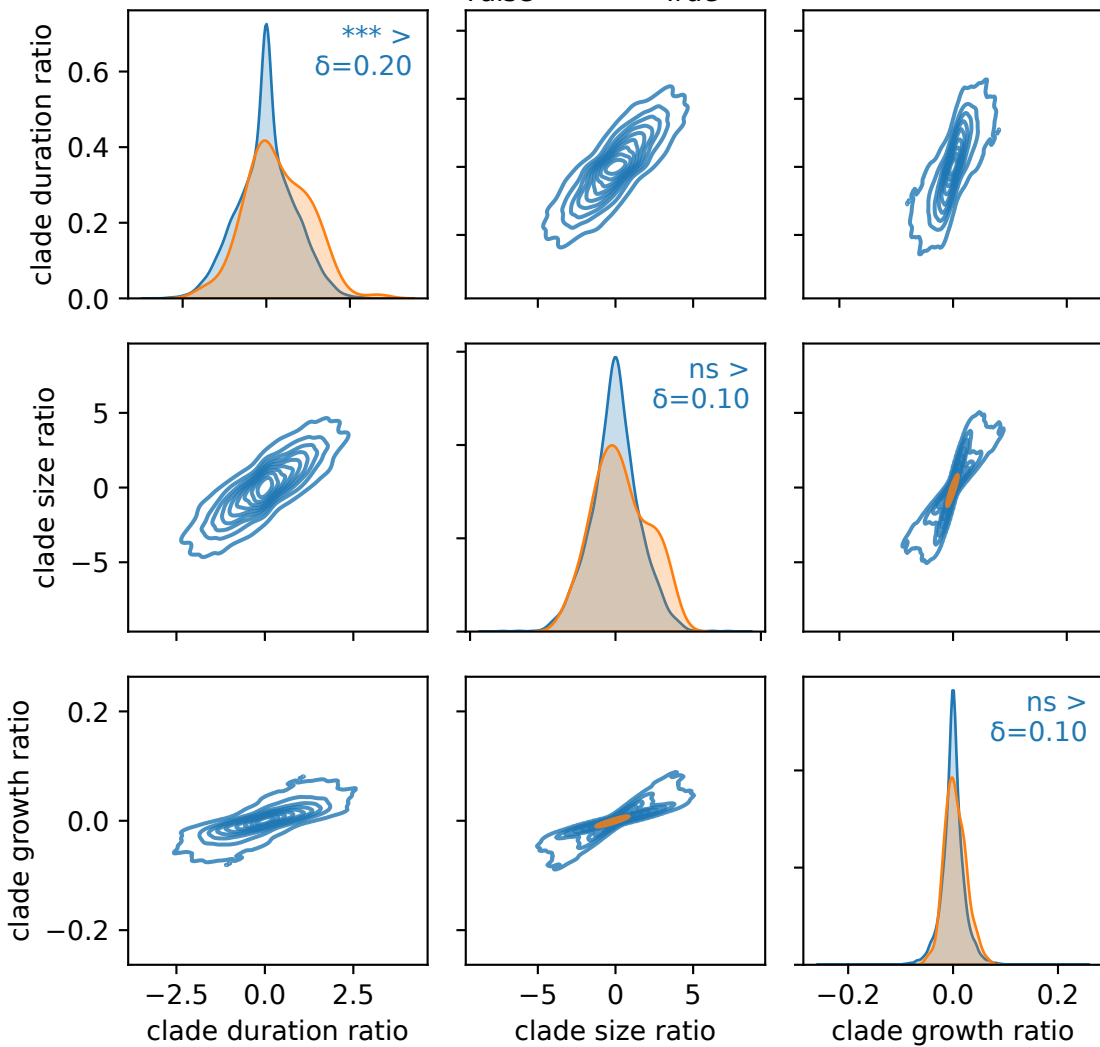 clade duration ratio
0.6
0.4
0.2
0.0
*** >
δ=0.20
clade size ratio
5
0
−5
ns >
δ=0.10
clade growth ratio
0.2
0.0
−0.2
ns >
δ=0.10
−2.5 0.0 2.5
−5 0 5
−0.2 0.0 0.2
clade duration ratio
clade size ratio
clade growth ratio